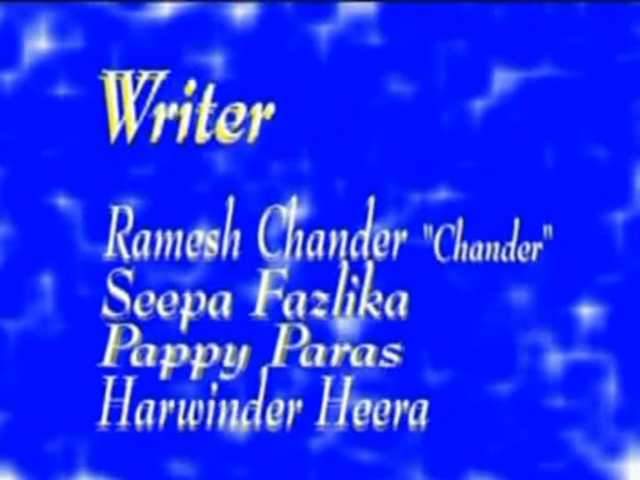 Writer
Ramesh Chander "Chander"
Seepa Fazlika
Pappy Paras
Harwinder Heera